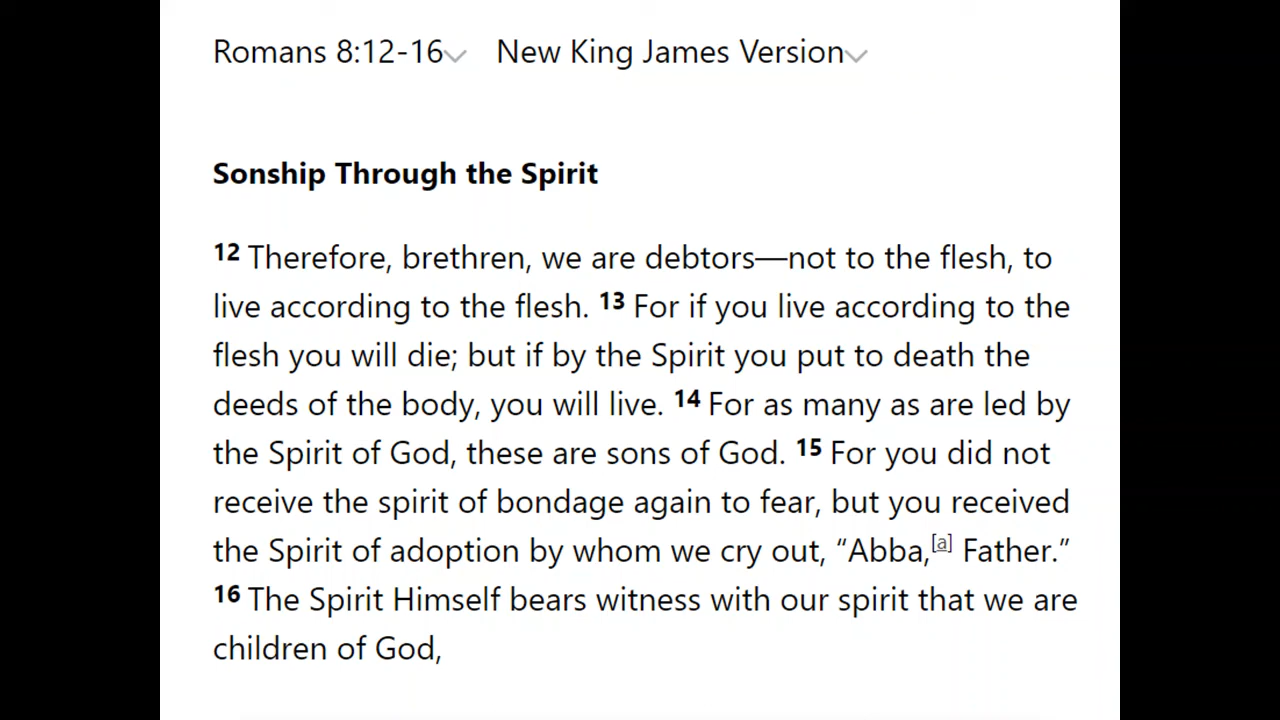 Romans 8:12-16 New King James Version
Sonship Through the Spirit
12 Therefore, brethren, we are debtors—not to the flesh, to
live according to the flesh. 13 For if you live according to the
flesh you will die; but if by the Spirit you put to death the
deeds of the body, you will live. 14 For as many as are led by
the Spirit of God, these are sons of God. 15 For you did not
receive the spirit of bondage again to fear, but you received
the Spirit of adoption by whom we cry out, “Abba,[a] Father.”
16 The Spirit Himself bears witness with our spirit that we are
children of God,